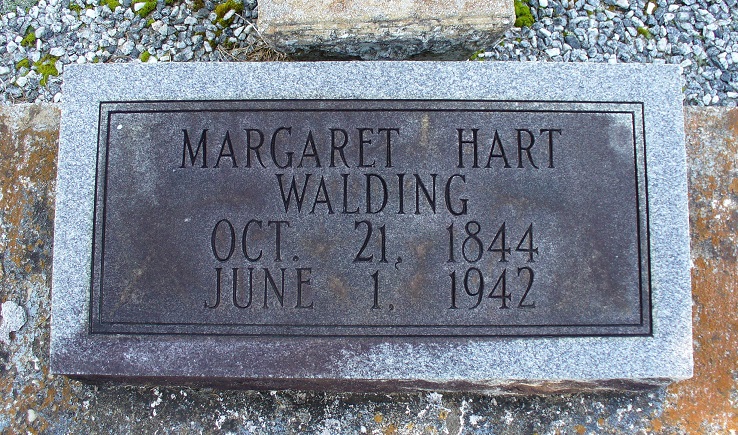 MARGARET HART
WALDING
OCT. 21, 1844
JUNE 1, 1942